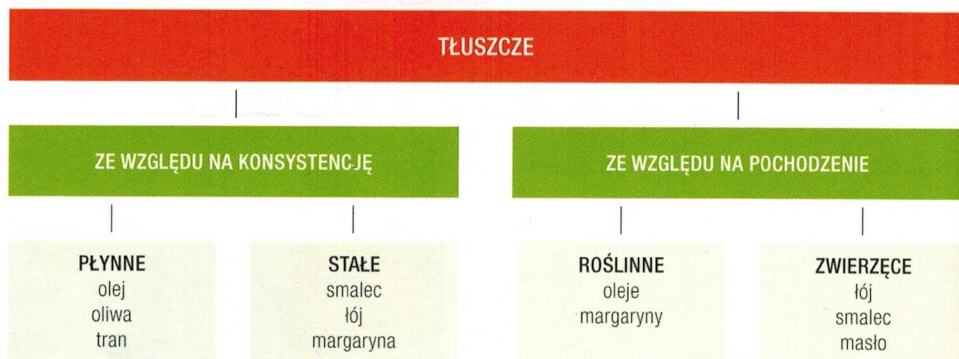 TŁUSZCZE
ZE WZGLĘDU NA KONSYSTENCJĘ
ZE WZGLĘDU NA POCHODZENIE
PŁYNNE
olej
oliwa
tran
STAŁE
smalec
łój
margaryna
ROŚLINNE
oleje
margaryny
ZWIERZĘCE
łój
smalec
masło